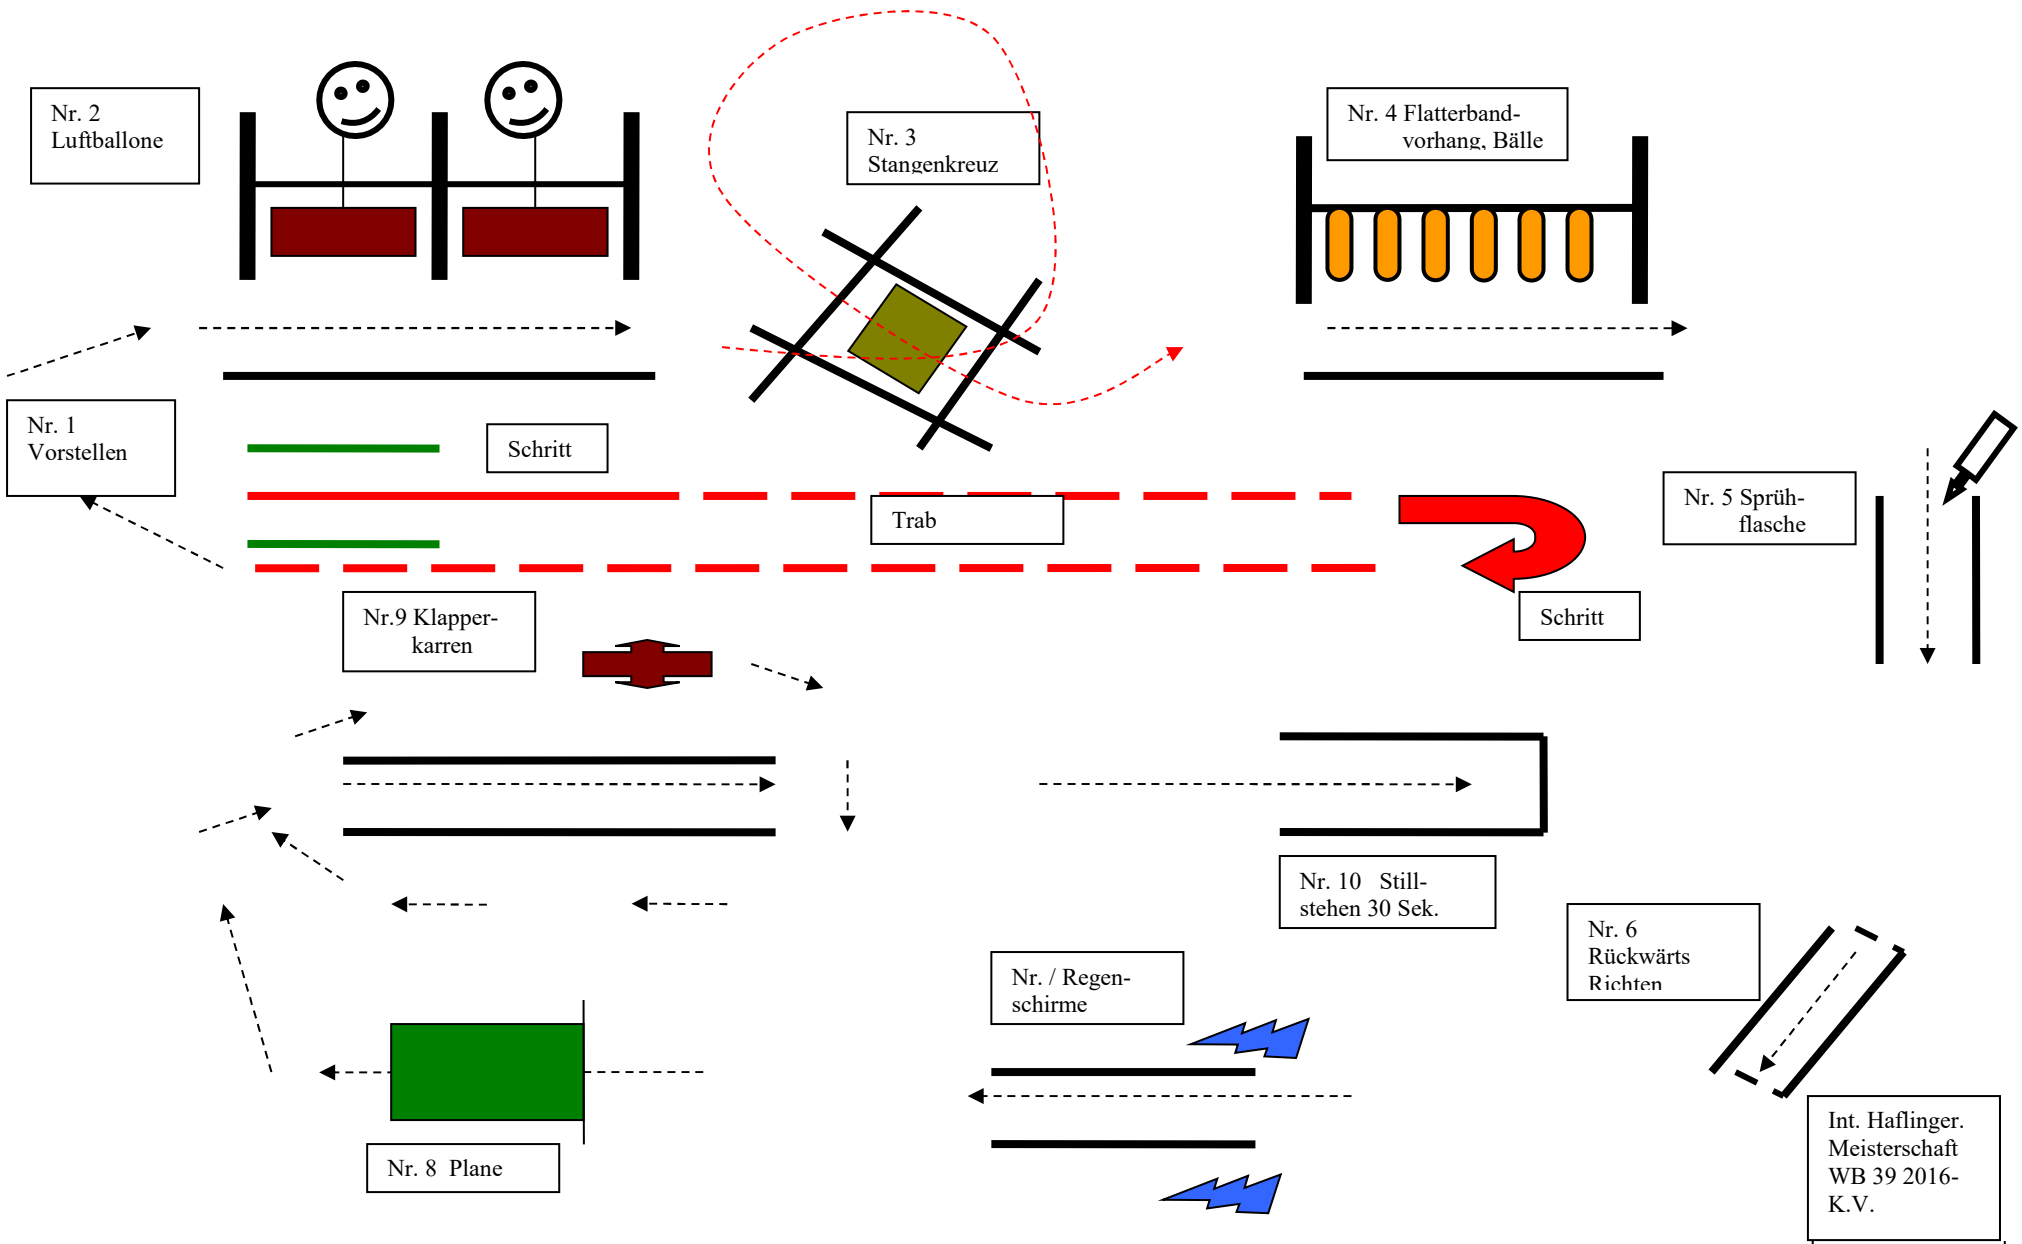 Nr. 2
Luftballone
Nr. 3
Stangenkreuz
Nr. 4 Flatterband-
vorhang, Bälle
Nr. 1
Vorstellen
Schritt
Trab
Nr. 5 Sprüh-
flasche
Schritt
Nr.9 Klapper-
karren
Nr. 10 Still-
stehen 30 Sek.
Nr. 6
Rückwärts
Richten
Nr. / Regen-
schirme
Nr. 8 Plane
Int. Haflinger.
Meisterschaft
WB 39 2016-
K.V.